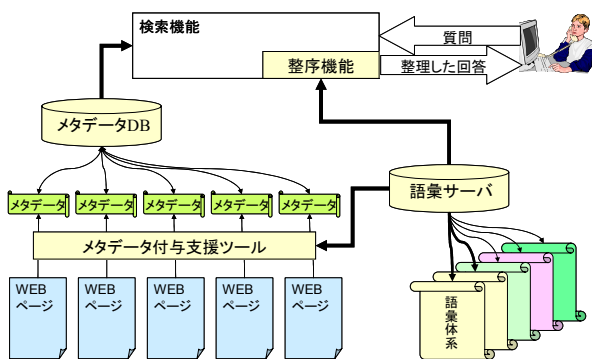 検索機能
質問
整序機能
整理した回答
メタデータDB
メタデータ
メタデータ
メタデータ
メタデータ
メタデータ
語彙サーバ
メタデータ付与支援ツール
WEB
ページ
WEB
ページ
WEB
ページ
WEB
ページ
WEB
ページ
語彙体系